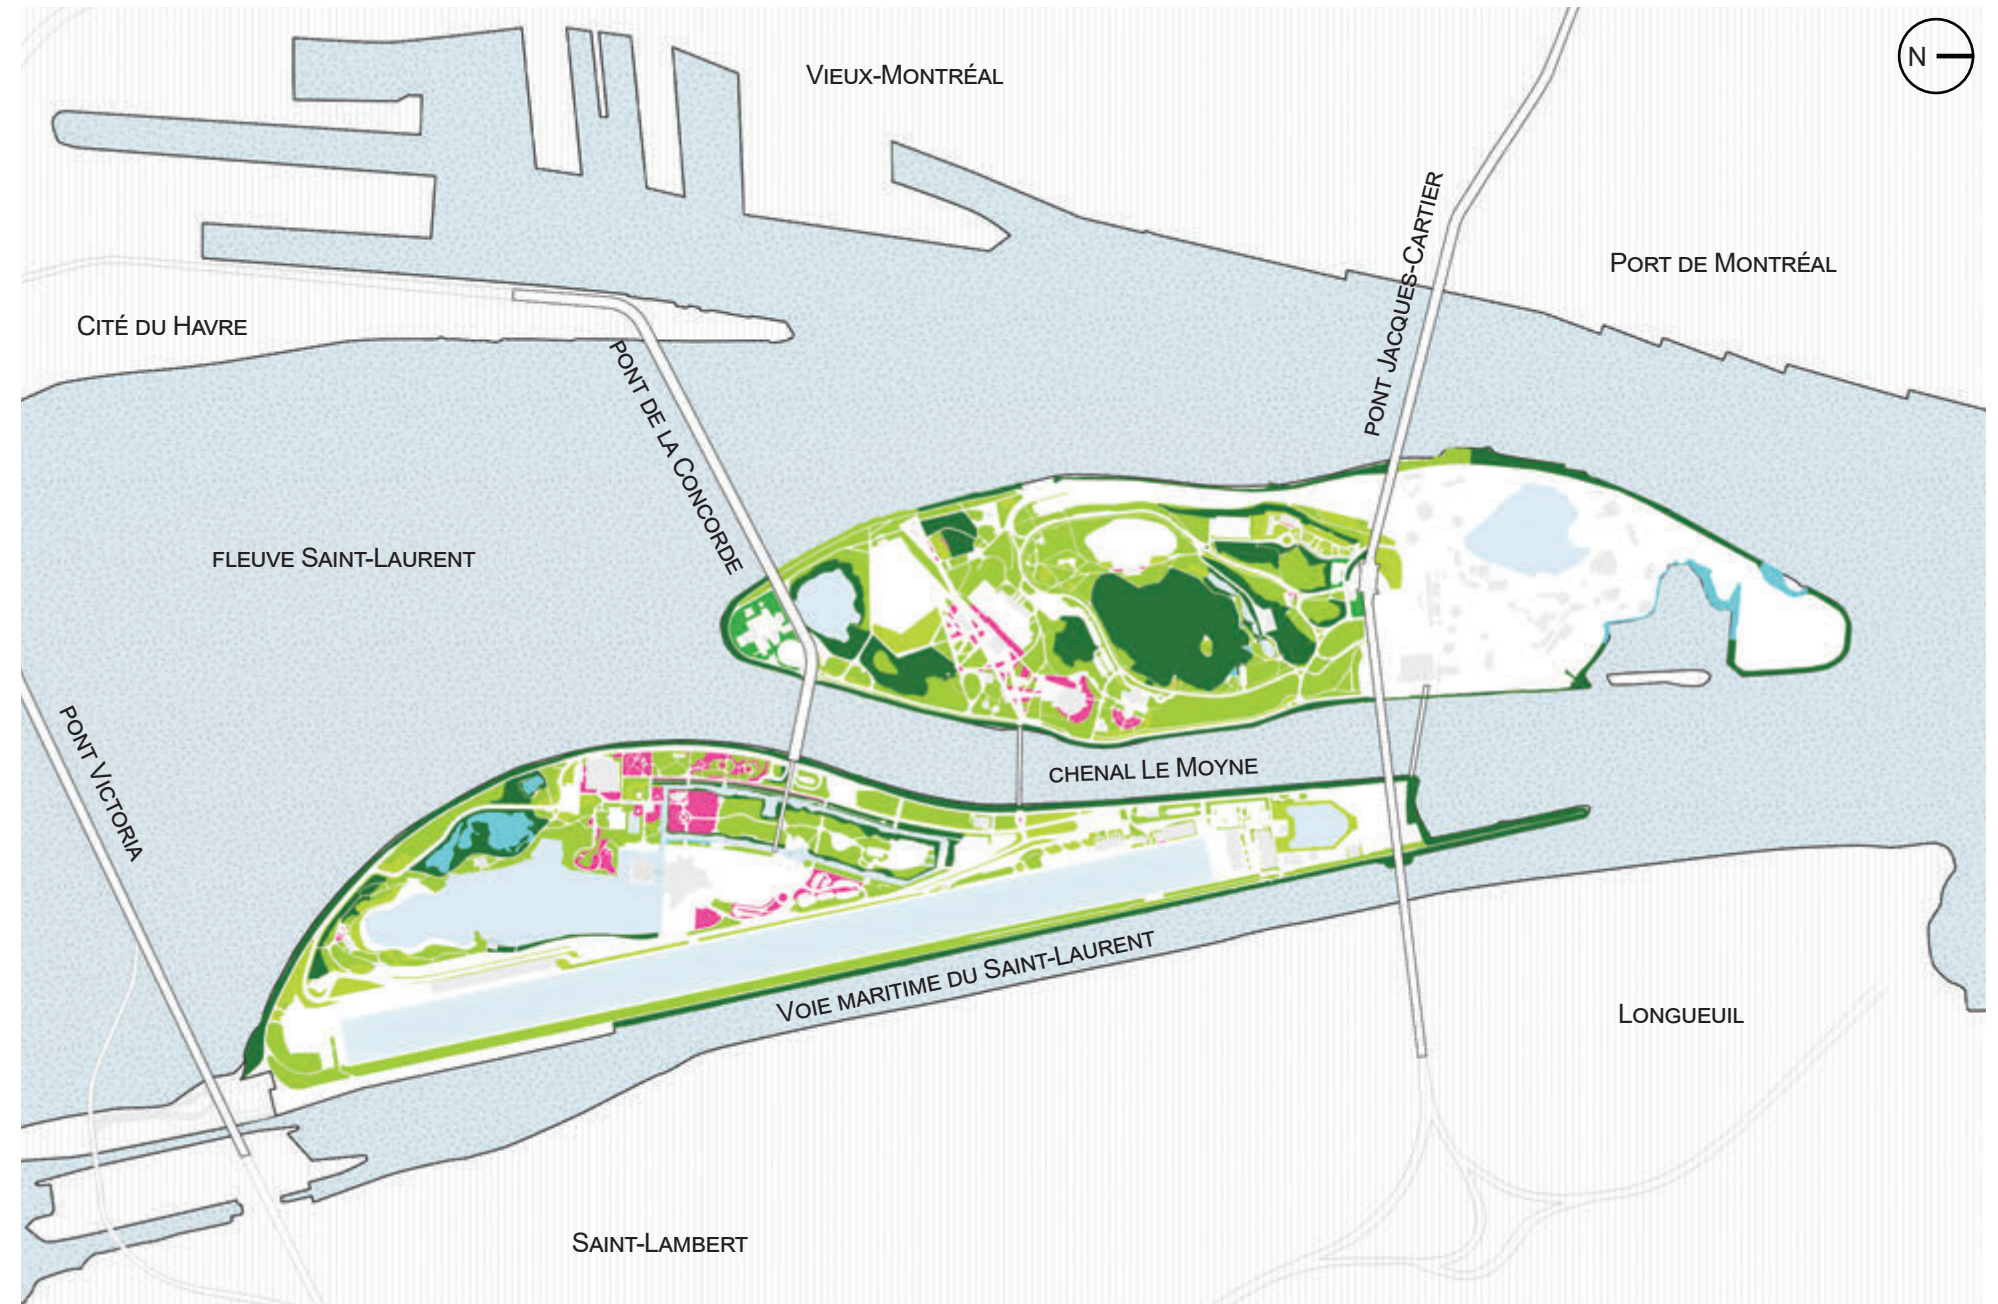 N
VIEUX-MONTRÉAL
PORT DE MONTRÉAL
PONT JACQUES-CARTIER
CITÉ DU HAVRE
PONT DE LA CONCORDE
FLEUVE SAINT-LAURENT
PONT VICTORIA
CHENAL LE MOYNE
VOIE MARITIME DU SAINT-LAURENT
LONGUEUIL
SAINT-LAMBERT